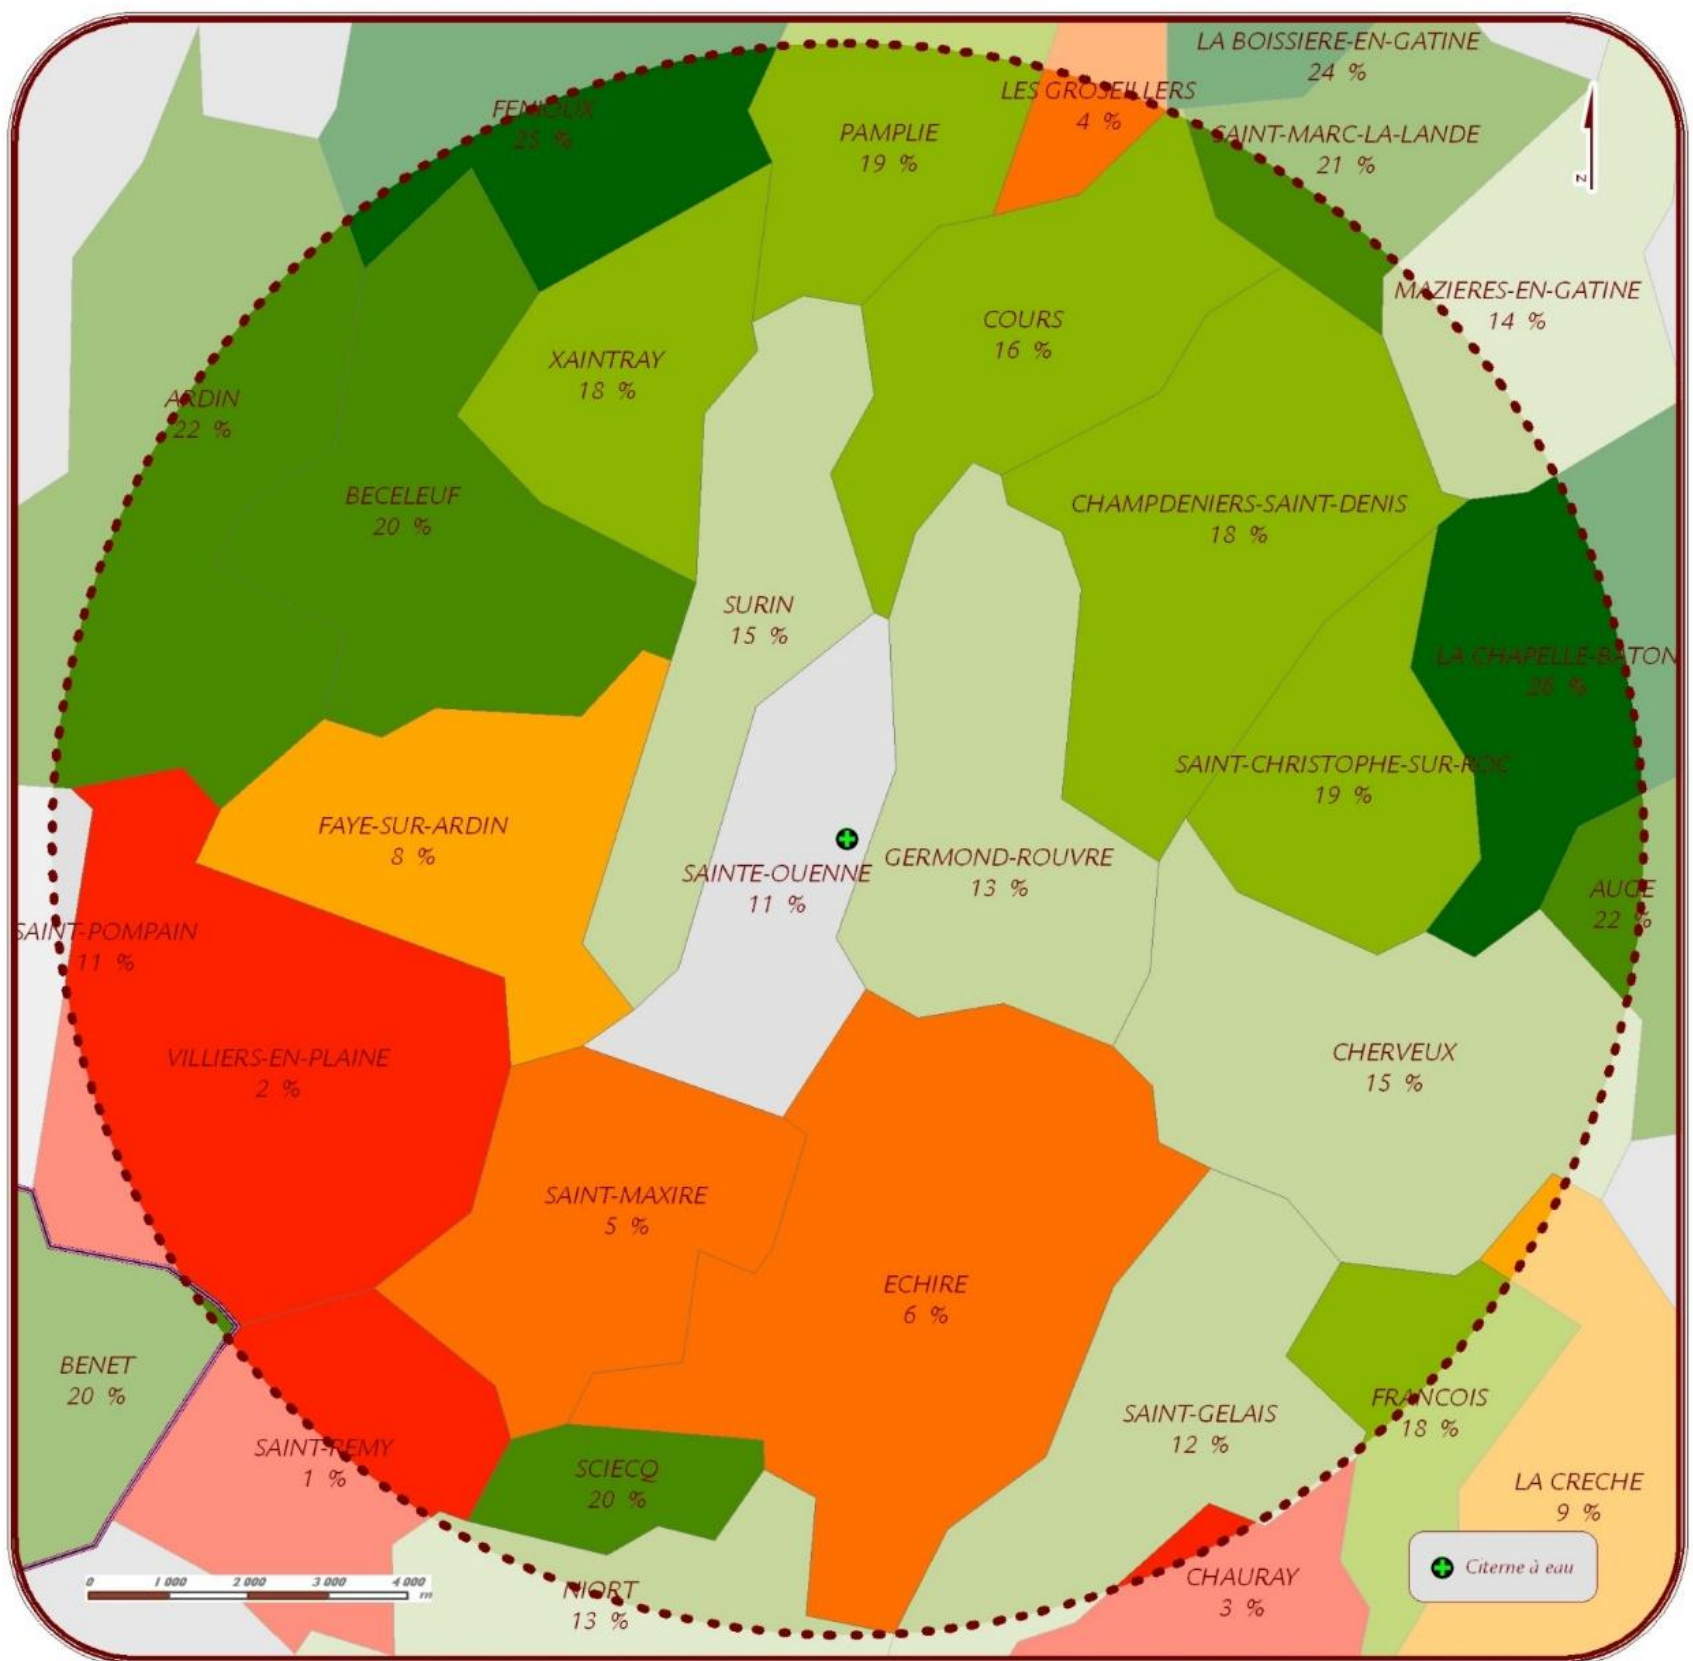 LA BOISSIERE-EN-GATINE
24 %
LES GROSEILLERS
4 %
FENIOUX
25 %
PAMPLIE
19 %
SAINT-MARC-LA-LANDE
21 %
N
MAZIERES-EN-GATINE
14 %
COURS
16 %
XAINTRAY
18 %
ARDIN
22 %
BECELEUF
20 %
CHAMPDENIERS-SAINT-DENIS
18 %
SURIN
15 %
LA CHAPELLE-BATON
26 %
SAINT-CHRISTOPHE-SUR-ROC
19 %
FAYE-SUR-ARDIN
8 %
SAINTE-OUENNE
11 %
GERMOND-ROUVRE
13 %
AUGE
22 %
SAINT-POMPAIN
11 %
VILLIERS-EN-PLAINE
2 %
CHERVEUX
15 %
SAINT-MAXIRE
5 %
ECHIRE
6 %
BENET
20 %
FRANCOIS
18 %
SAINT-GELAIS
12 %
SAINT-REMY
1 %
SCIECQ
20 %
LA CRECHE
9 %
Citerne à eau
CHAURAY
3 %
NIORT
13 %
0 1 000 2 000 3 000 4 000
m